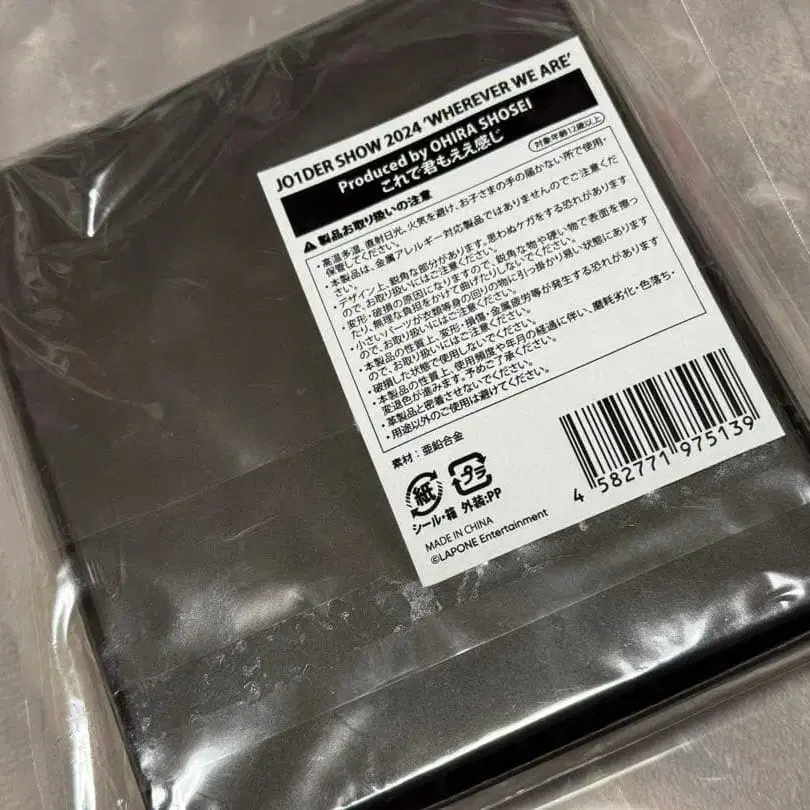 JO1DER SHOW 2024 'WHEREVER WE ARE'
Produced by OHIRA SHOSEI
これで君もええ感じ
対象年齢12歳以上
⚠ 製品お取り扱いの注意
・高温多湿、直射日光、火気を避け、お子さまの手の届かない所で使用・
保管してください。
・本製品は、金属アレルギー対応製品ではありませんのでご注意くだ
さい。
・デザイン上、鋭角な部分があります。思わぬケガをする恐れがあります
ので、お取り扱いにはご注意ください。
・変形・破損の原因になりますので、鋭角な物や硬い物で表面を擦っ
たり、無理な負担をかけて曲げたりしないでください。
・小さいパーツが衣類等身の回りの物に引っ掛かり易い状態にあります
ので、お取り扱いにはご注意ください。
・本製品の性質上、変形・損傷・金属疲労等が発生する恐れがあります
ので、お取り扱いにはご注意ください。
・破損した状態で使用しないでください。
・本製品の性質上、使用頻度や年月の経過に伴い、磨耗劣化・色落ち・
変退色が進みます。予めご了承ください。
・革製品と密着させないでください。
・用途以外のご使用は避けてください。
素材：亜鉛合金
紙 プラ
シール・箱 外装:PP
MADE IN CHINA
©LAPONE Entertainment
4 582771 975139